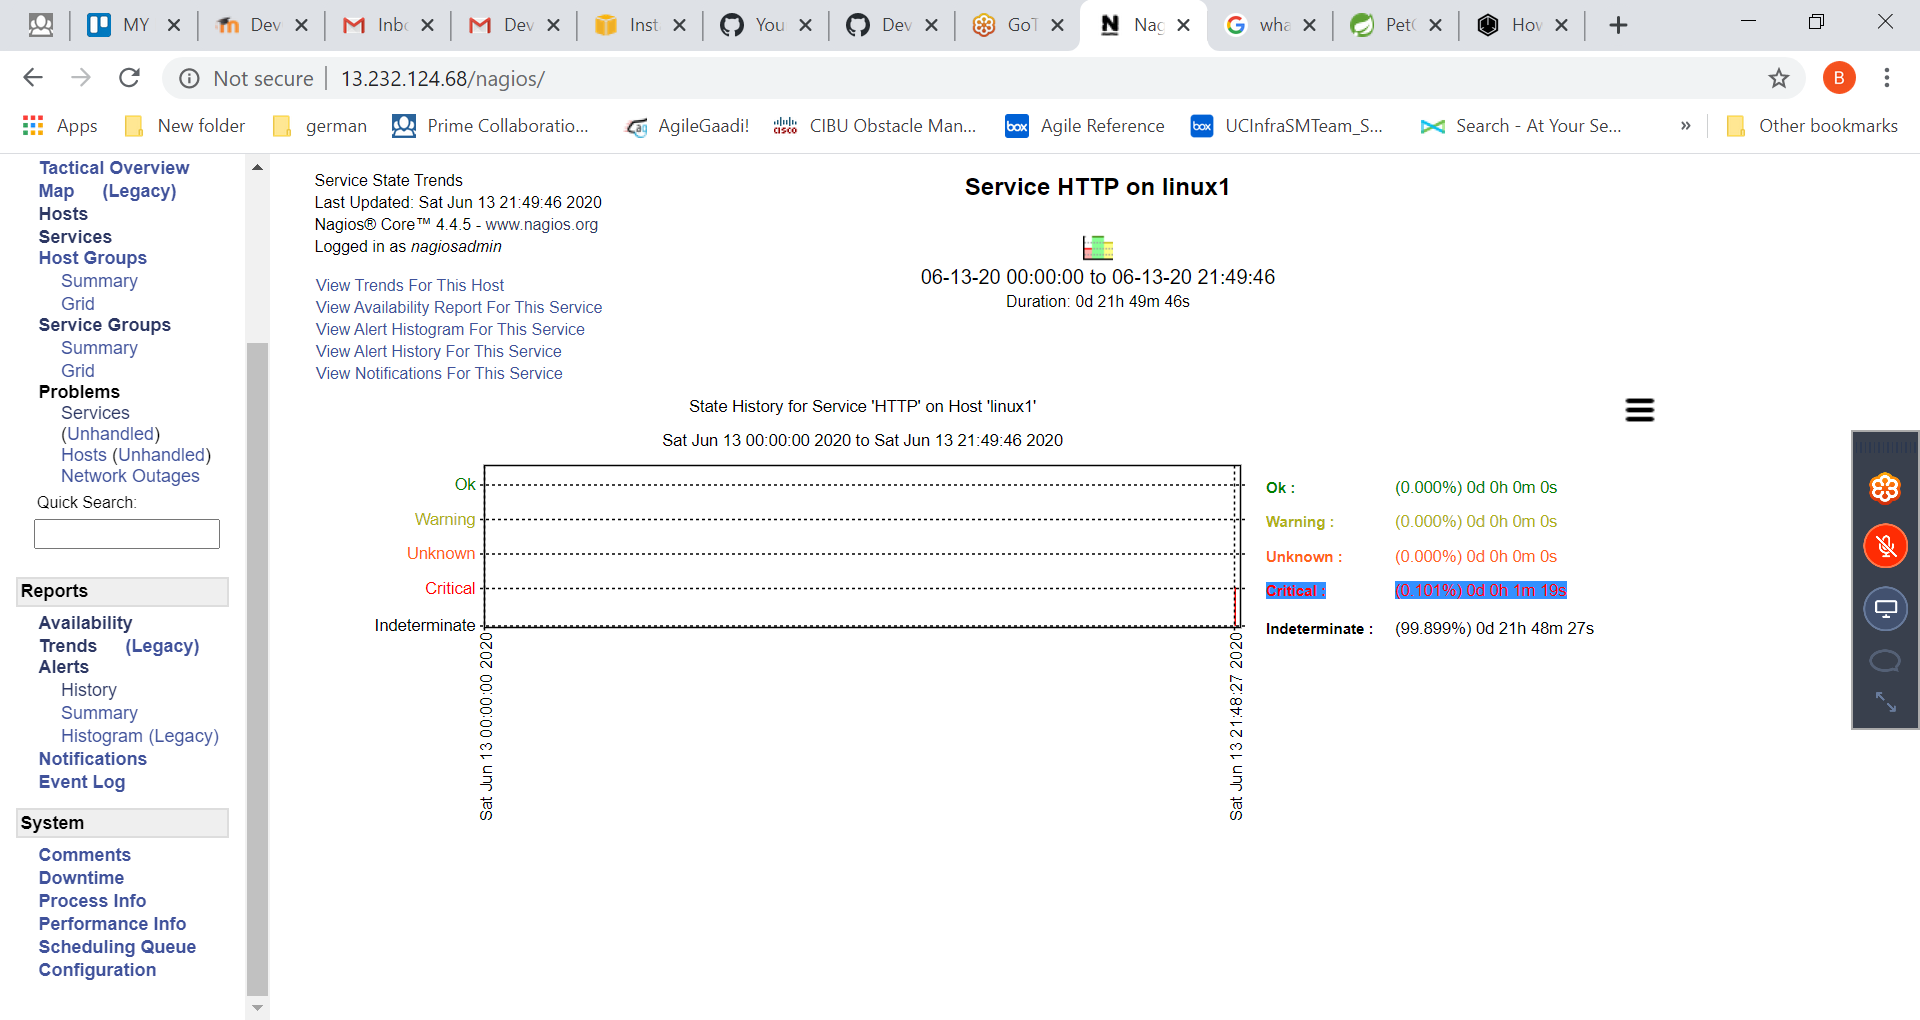 MY
Dev
Inb
Dev
Inst
You
Dev
GoT
Nag
wha
Pet
How
Not secure
13.232.124.68/nagios/
B
Apps
New folder
german
Prime Collaboratio...
AgileGaadi!
CISCO
CIBU Obstacle Man...
box
Agile Reference
box
UCInfraSMTeam_S...
Search - At Your Se...
»
Other bookmarks
Tactical Overview
Map (Legacy)
Hosts
Services
Host Groups
Summary
Grid
Service Groups
Summary
Grid
Problems
Services
(Unhandled)
Hosts (Unhandled)
Network Outages
Quick Search:
Reports
Availability
Trends (Legacy)
Alerts
History
Summary
Histogram (Legacy)
Notifications
Event Log
System
Comments
Downtime
Process Info
Performance Info
Scheduling Queue
Configuration
Service State Trends
Last Updated: Sat Jun 13 21:49:46 2020
Nagios® Core™ 4.4.5 - www.nagios.org
Logged in as nagiosadmin
View Trends For This Host
View Availability Report For This Service
View Alert Histogram For This Service
View Alert History For This Service
View Notifications For This Service
Service HTTP on linux1
06-13-20 00:00:00 to 06-13-20 21:49:46
Duration: 0d 21h 49m 46s
State History for Service 'HTTP' on Host 'linux1'
Sat Jun 13 00:00:00 2020 to Sat Jun 13 21:49:46 2020
Ok
Warning
Unknown
Critical
Indeterminate
Sat Jun 13 00:00:00 2020
Sat Jun 13 21:48:27 2020
Ok : (0.000%) 0d 0h 0m 0s
Warning : (0.000%) 0d 0h 0m 0s
Unknown : (0.000%) 0d 0h 0m 0s
Critical : (0.101%) 0d 0h 1m 19s
Indeterminate : (99.899%) 0d 21h 48m 27s